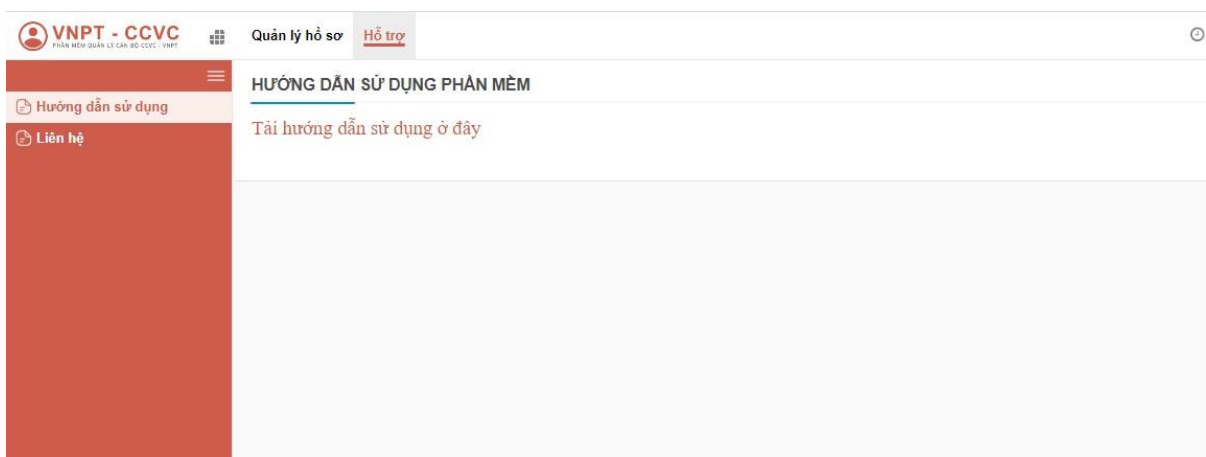 VNPT - CCVC
PHẦN MỀM QUẢN LÝ CÁN BỘ CCVC - VNPT
Quản lý hồ sơ
Hỗ trợ
Hướng dẫn sử dụng
Liên hệ
HƯỚNG DẪN SỬ DỤNG PHẦN MỀM
Tải hướng dẫn sử dụng ở đây